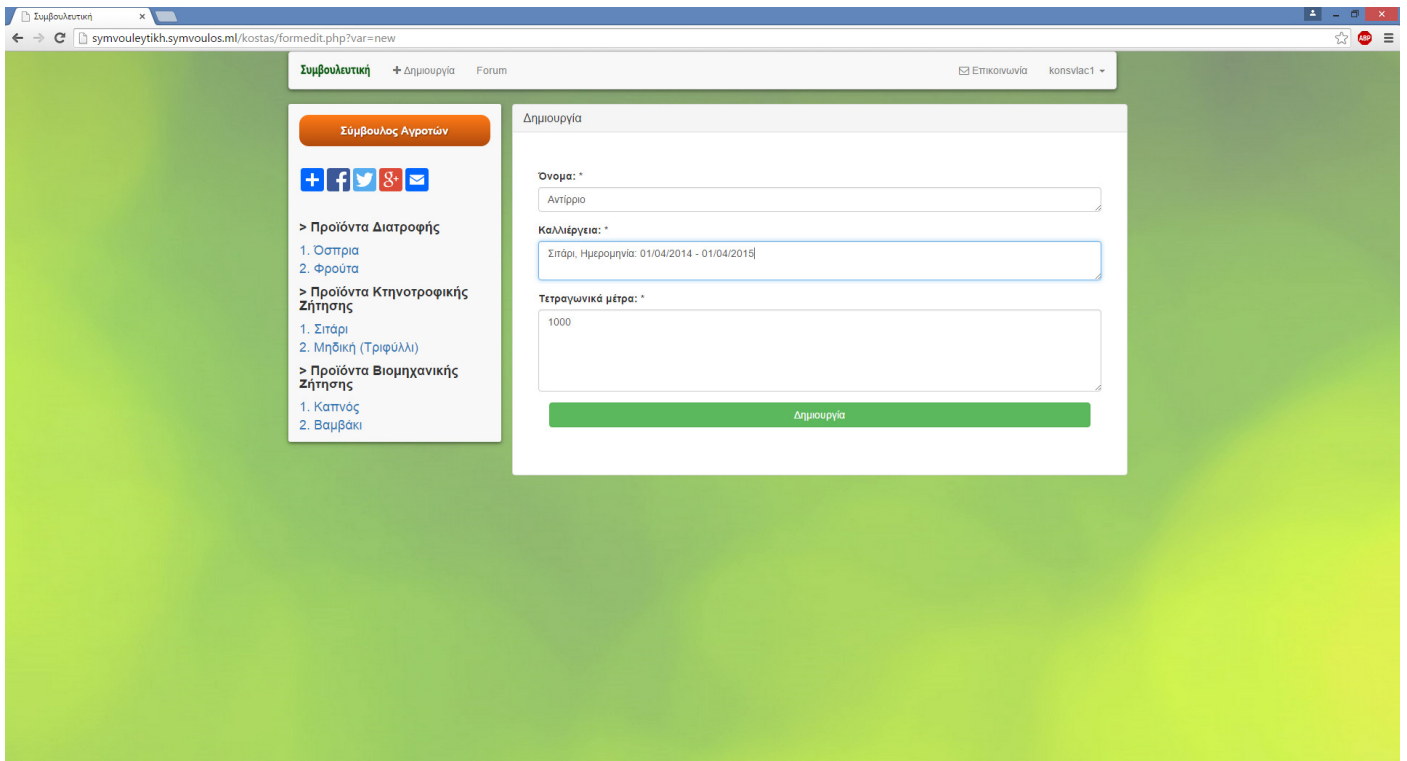 Συμβουλευτική
symvouleytikh.symvoulos.ml/kostas/formedit.php?var=new
ABP
Συμβουλευτική + Δημιουργία Forum Επικοινωνία konsvlac1
Σύμβουλος Αγροτών
> Προϊόντα Διατροφής
1. Όσπρια
2. Φρούτα
> Προϊόντα Κτηνοτροφικής
Ζήτησης
1. Σιτάρι
2. Μηδική (Τριφύλλι)
> Προϊόντα Βιομηχανικής
Ζήτησης
1. Καπνός
2. Βαμβάκι
Δημιουργία
Όνομα: *
Αντίρριο
Καλλιέργεια: *
Σιτάρι, Ημερομηνία: 01/04/2014 - 01/04/2015
Τετραγωνικά μέτρα: *
1000
Δημιουργία